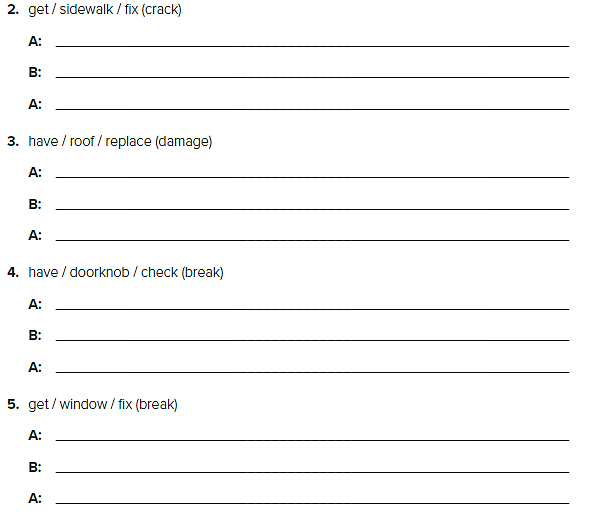 2. get / sidewalk / fix (crack)
A:
B:
A:
3. have / roof / replace (damage)
A:
B:
A:
4. have / doorknob / check (break)
A:
B:
A:
5. get / window / fix (break)
A:
B:
A: